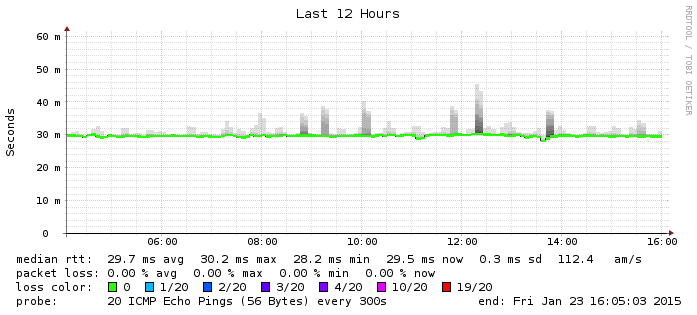 Last 12 Hours
RRDTOOL / TOBI OETIKER
Seconds
60 m
50 m
40 m
30 m
20 m
10 m
0
06:00 08:00 10:00 12:00 14:00 16:00
median rtt: 29.7 ms avg 30.2 ms max 28.2 ms min 29.5 ms now 0.3 ms sd 112.4 am/s
packet loss: 0.00 % avg 0.00 % max 0.00 % min 0.00 % now
loss color: 0 1/20 2/20 3/20 4/20 10/20 19/20
probe: 20 ICMP Echo Pings (56 Bytes) every 300s end: Fri Jan 23 16:05:03 2015